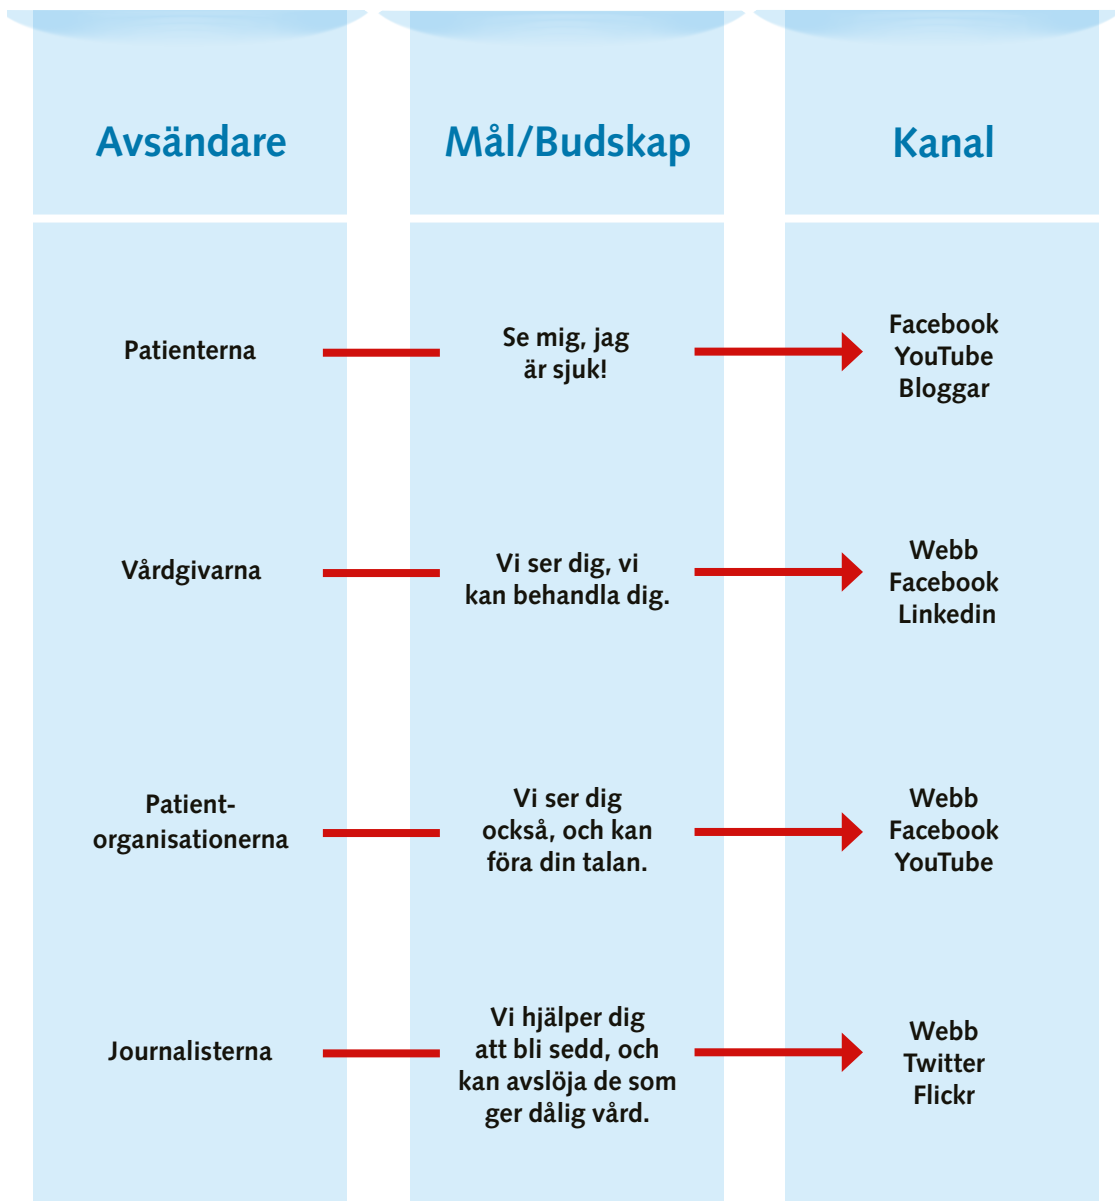 Avsändare
Mål/Budskap
Kanal
Patienterna
Se mig, jag
är sjuk!
Facebook
YouTube
Bloggar
Vårdgivarna
Vi ser dig, vi
kan behandla dig.
Webb
Facebook
Linkedin
Patient-
organisationerna
Vi ser dig
också, och kan
föra din talan.
Webb
Facebook
YouTube
Journalisterna
Vi hjälper dig
att bli sedd, och
kan avslöja de som
ger dålig vård.
Webb
Twitter
Flickr